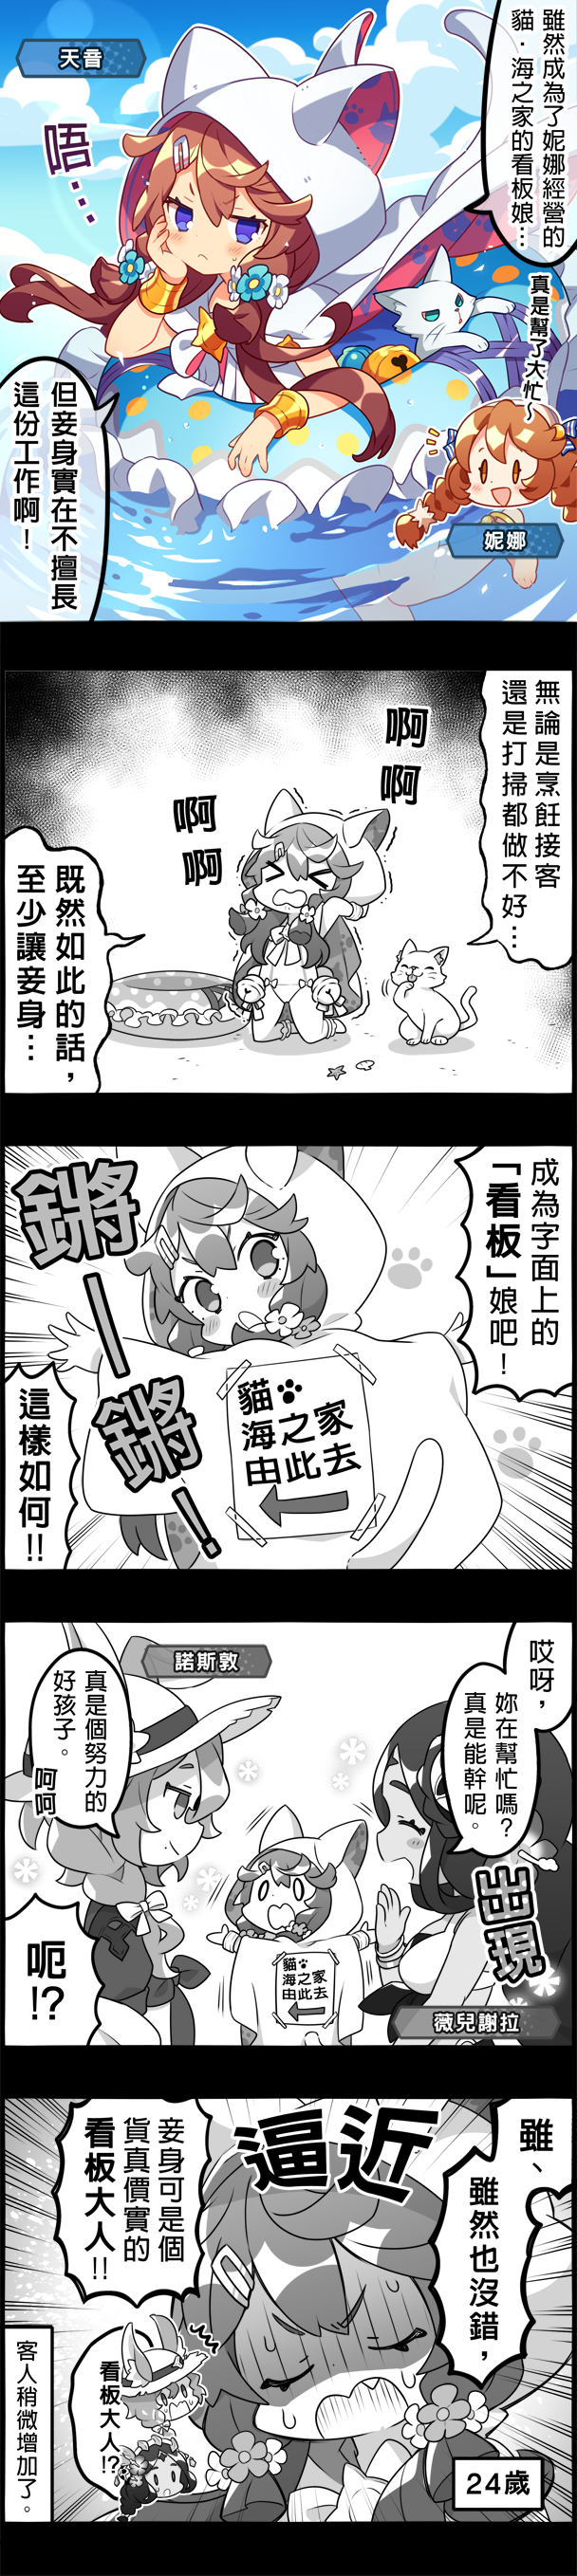 雖然成為了妮娜經營的
貓．海之家的看板娘…
天音
唔…
真是幫了大忙～
妮娜
但妾身實在不擅長
這份工作啊！
無論是烹飪接客
還是打掃都做不好…
啊啊
啊啊
既然如此的話，
至少讓妾身…
成為字面上的
「看板」娘吧！
鏘——鏘！
貓
海之家
由此去
這樣如何!!
哎呀，
妳在幫忙嗎？
真是能幹呢。
出現
薇兒謝拉
諾斯敦
真是個努力的
好孩子。
呵呵
貓
海之家
由此去
呃!?
雖、
雖然也沒錯，
逼近
妾身可是個
貨真價實的
看板大人!!
看板大人!?
24歲
客人稍微增加了。